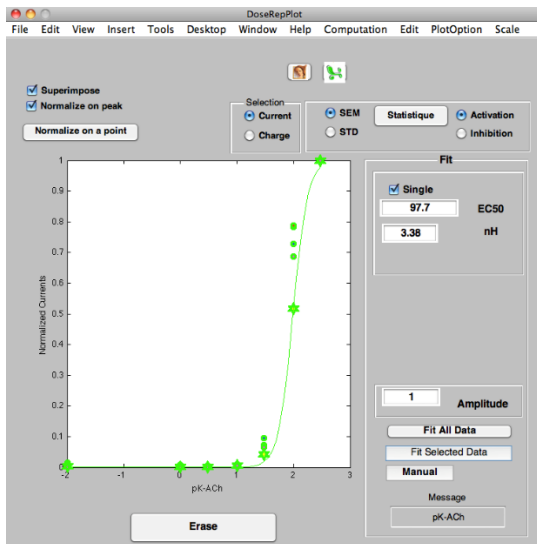 DoseRepPlot
File Edit View Insert Tools Desktop Window Help Computation Edit PlotOption Scale
Superimpose
Normalize on peak
Normalize on a point
Selection
Current
Charge
SEM
STD
Statistique
Activation
Inhibition
Fit
Single
97.7 EC50
3.38 nH
1 Amplitude
Fit All Data
Fit Selected Data
Manual
Message
pK-ACh
Normalized Currents
1
0.9
0.8
0.7
0.6
0.5
0.4
0.3
0.2
0.1
0
-2 -1 0 1 2 3
pK-ACh
Erase